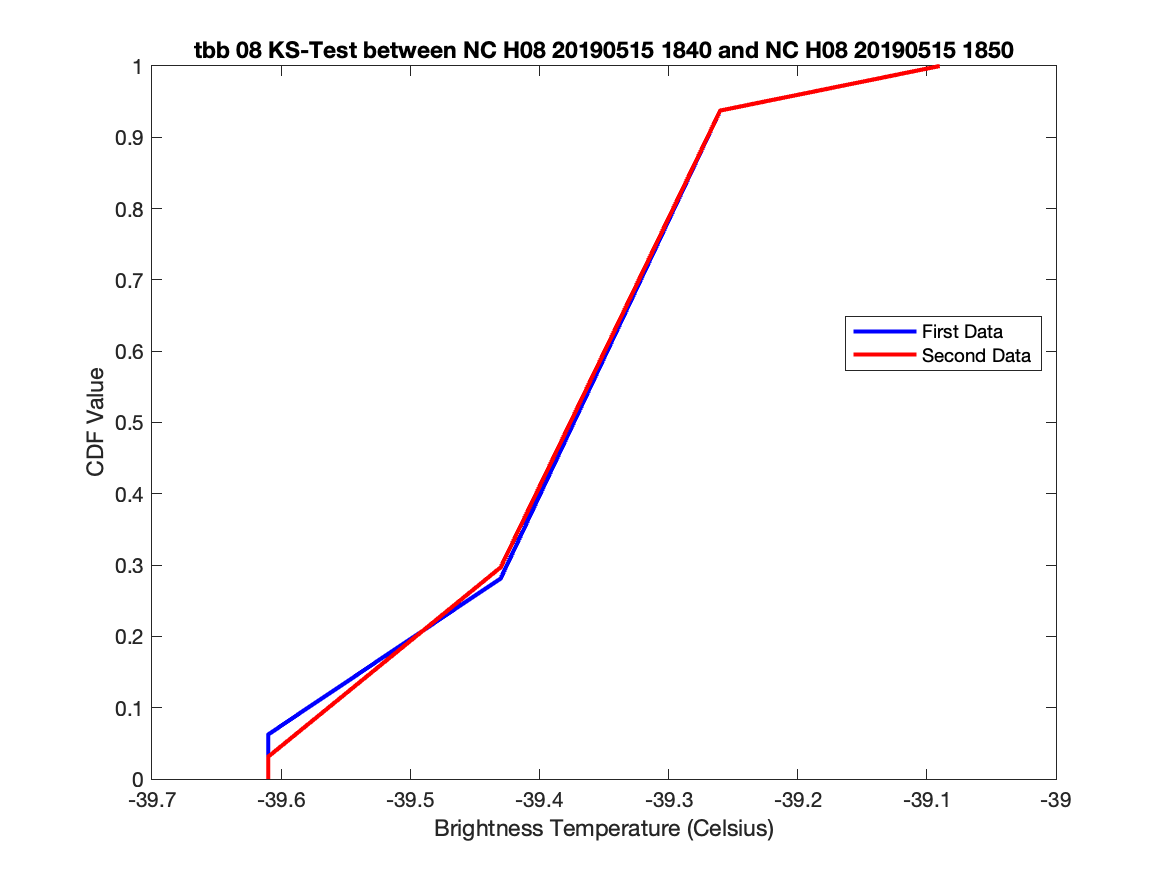 tbb 08 KS-Test between NC H08 20190515 1840 and NC H08 20190515 1850
1
0.9
0.8
0.7
0.6
0.5
0.4
0.3
0.2
0.1
0
CDF Value
First Data
Second Data
-39.7 -39.6 -39.5 -39.4 -39.3 -39.2 -39.1 -39
Brightness Temperature (Celsius)